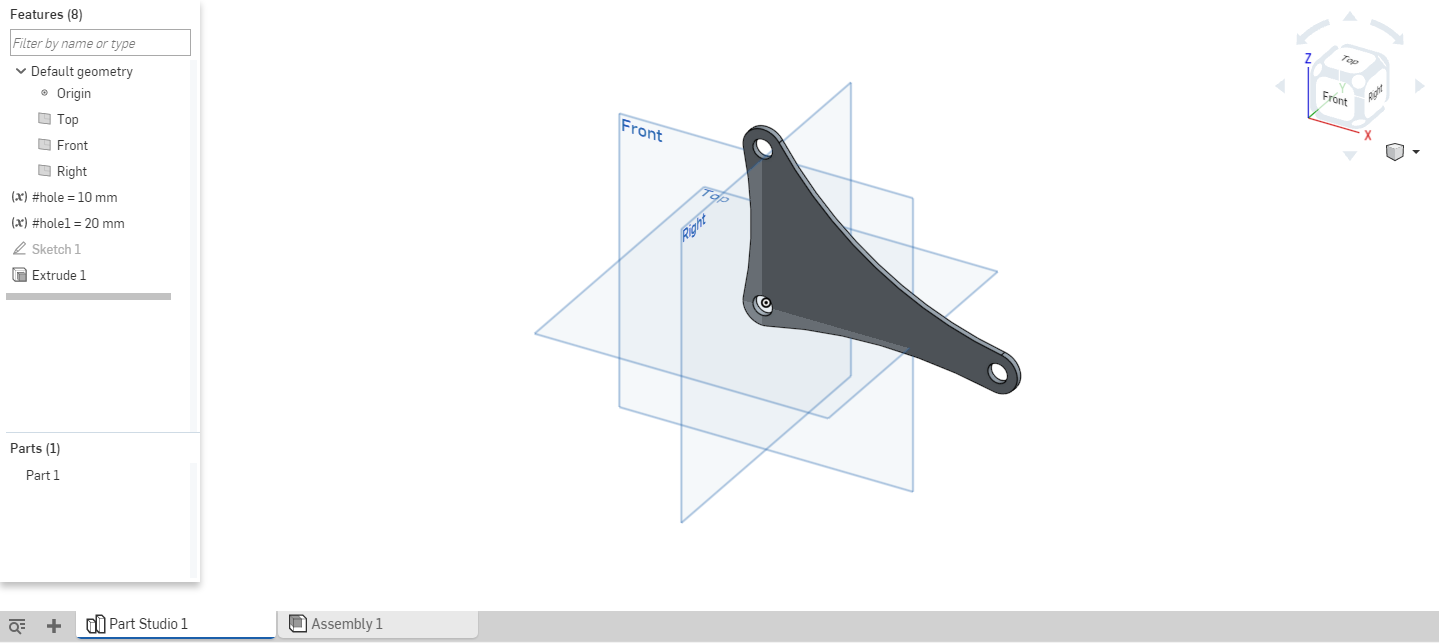 Features (8)
Filter by name or type
Default geometry
Origin
Top
Front
Right
(x) #hole = 10 mm
(x) #hole1 = 20 mm
Sketch 1
Extrude 1
Parts (1)
Part 1
Front
Top
Right
Z
Top
Y
Front
Right
X
Part Studio 1
Assembly 1